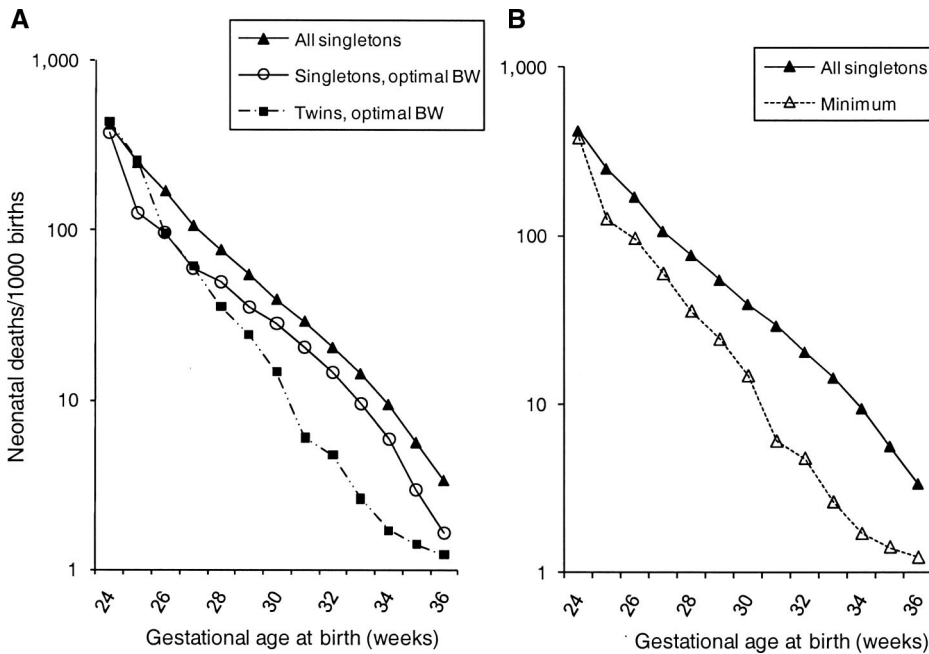 A
All singletons
Singletons, optimal BW
Twins, optimal BW
1,000
100
10
1
Neonatal deaths/1000 births
24
26
28
30
32
34
36
Gestational age at birth (weeks)
B
All singletons
Minimum
1,000
100
10
1
24
26
28
30
32
34
36
Gestational age at birth (weeks)